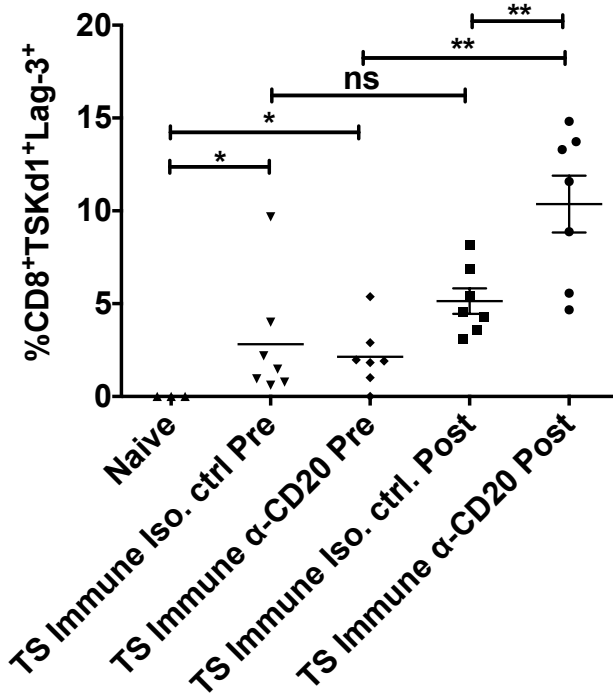 %CD8⁺TSKd1⁺Lag-3⁺
20
15
10
5
0
**
**
ns
*
*
Naive
TS Immune Iso. ctrl Pre
TS Immune α-CD20 Pre
TS Immune Iso. ctrl. Post
TS Immune α-CD20 Post